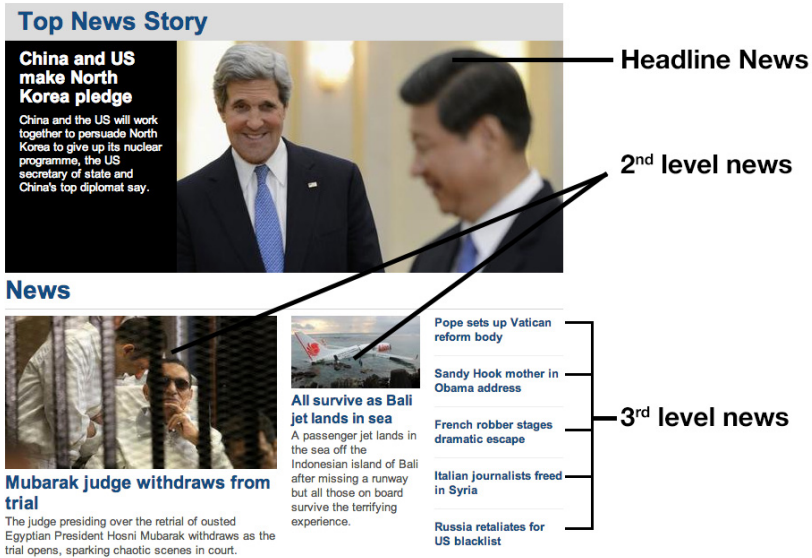 Top News Story
China and US
make North
Korea pledge
China and the US will work
together to persuade North
Korea to give up its nuclear
programme, the US
secretary of state and
China's top diplomat say.
Headline News
2nd level news
News
Mubarak judge withdraws from
trial
The judge presiding over the retrial of ousted
Egyptian President Hosni Mubarak withdraws as the
trial opens, sparking chaotic scenes in court.
All survive as Bali
jet lands in sea
A passenger jet lands in
the sea off the
Indonesian island of Bali
after missing a runway
but all those on board
survive the terrifying
experience.
Pope sets up Vatican
reform body
Sandy Hook mother in
Obama address
French robber stages
dramatic escape
Italian journalists freed
in Syria
Russia retaliates for
US blacklist
3rd level news